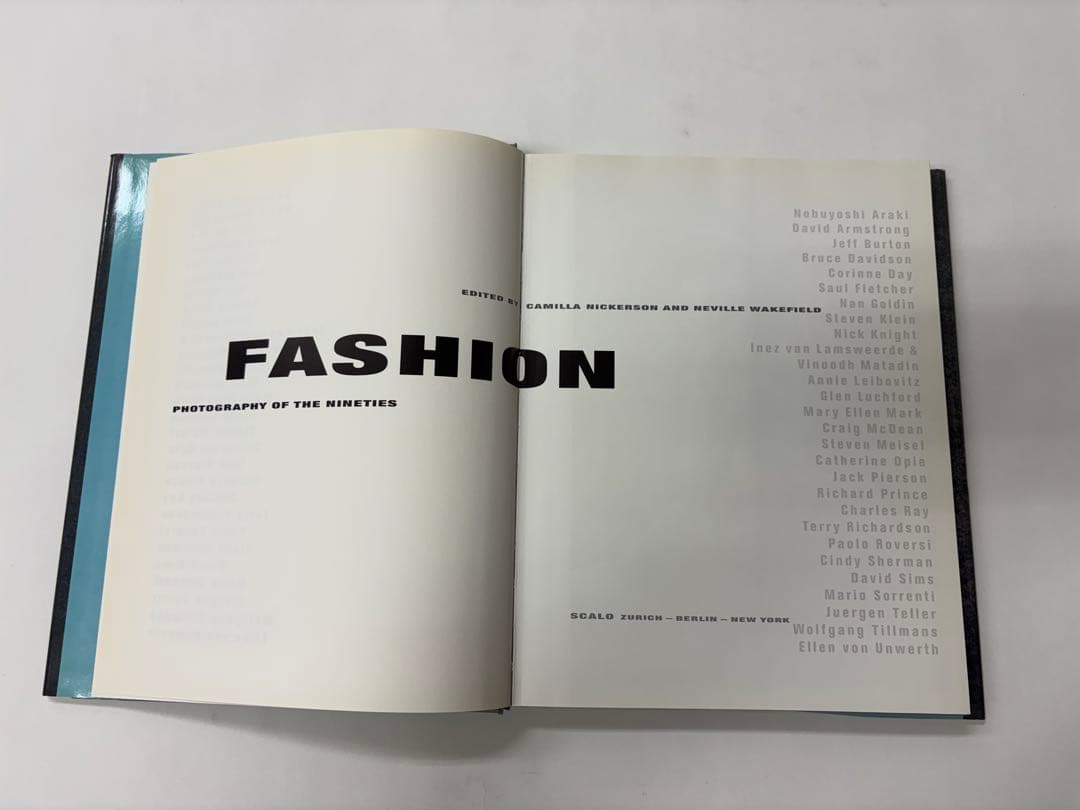 EDITED BY CAMILLA NICKERSON AND NEVILLE WAKEFIELD
FASHION
PHOTOGRAPHY OF THE NINETIES
Nobuyoshi Araki
David Armstrong
Jeff Burton
Bruce Davidson
Corinne Day
Saul Fletcher
Nan Goldin
Steven Klein
Nick Knight
Inez van Lamsweerde &
Vinoodh Matadin
Annie Leibovitz
Glen Luchford
Mary Ellen Mark
Craig McDean
Steven Meisel
Catherine Opie
Jack Pierson
Richard Prince
Charles Ray
Terry Richardson
Paolo Roversi
Cindy Sherman
David Sims
Mario Sorrenti
Juergen Teller
Wolfgang Tillmans
Ellen von Unwerth
SCALO ZURICH – BERLIN – NEW YORK